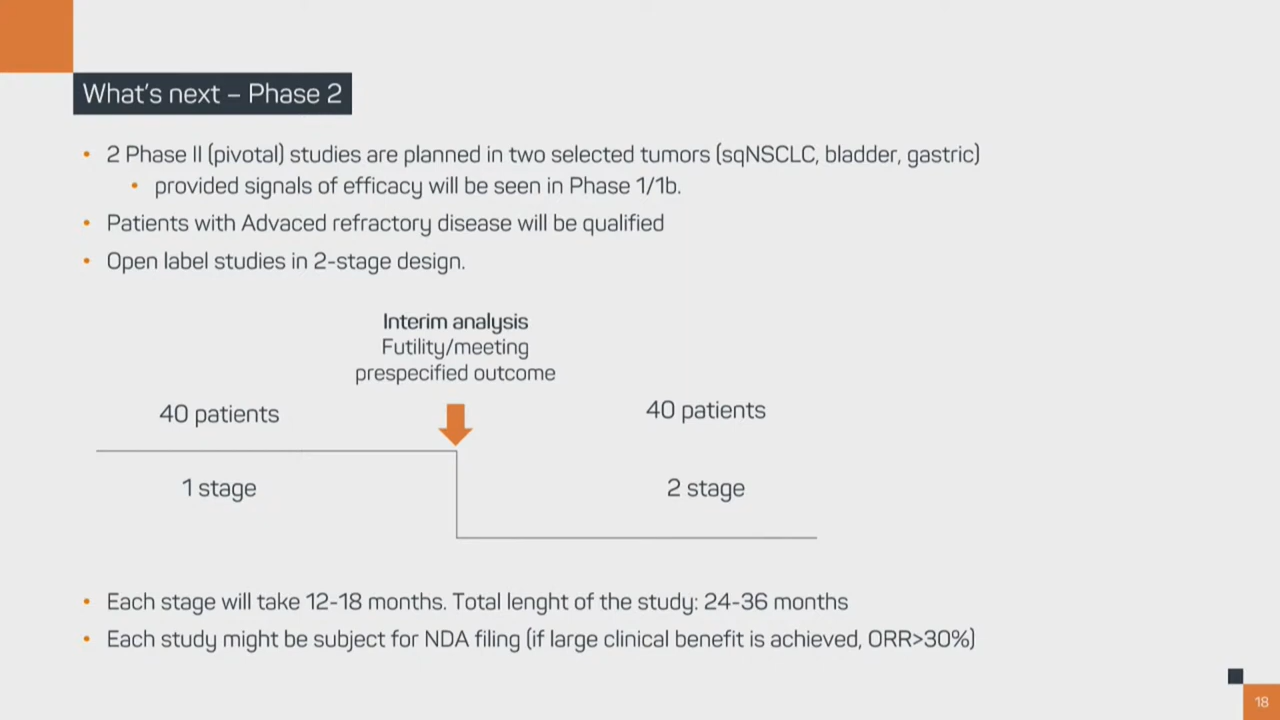 What's next – Phase 2
• 2 Phase II (pivotal) studies are planned in two selected tumors (sqNSCLC, bladder, gastric)
• provided signals of efficacy will be seen in Phase 1/1b.
• Patients with Advaced refractory disease will be qualified
• Open label studies in 2-stage design.
Interim analysis
Futility/meeting
prespecified outcome
40 patients
40 patients
1 stage
2 stage
• Each stage will take 12-18 months. Total lenght of the study: 24-36 months
• Each study might be subject for NDA filing (if large clinical benefit is achieved, ORR>30%)
18